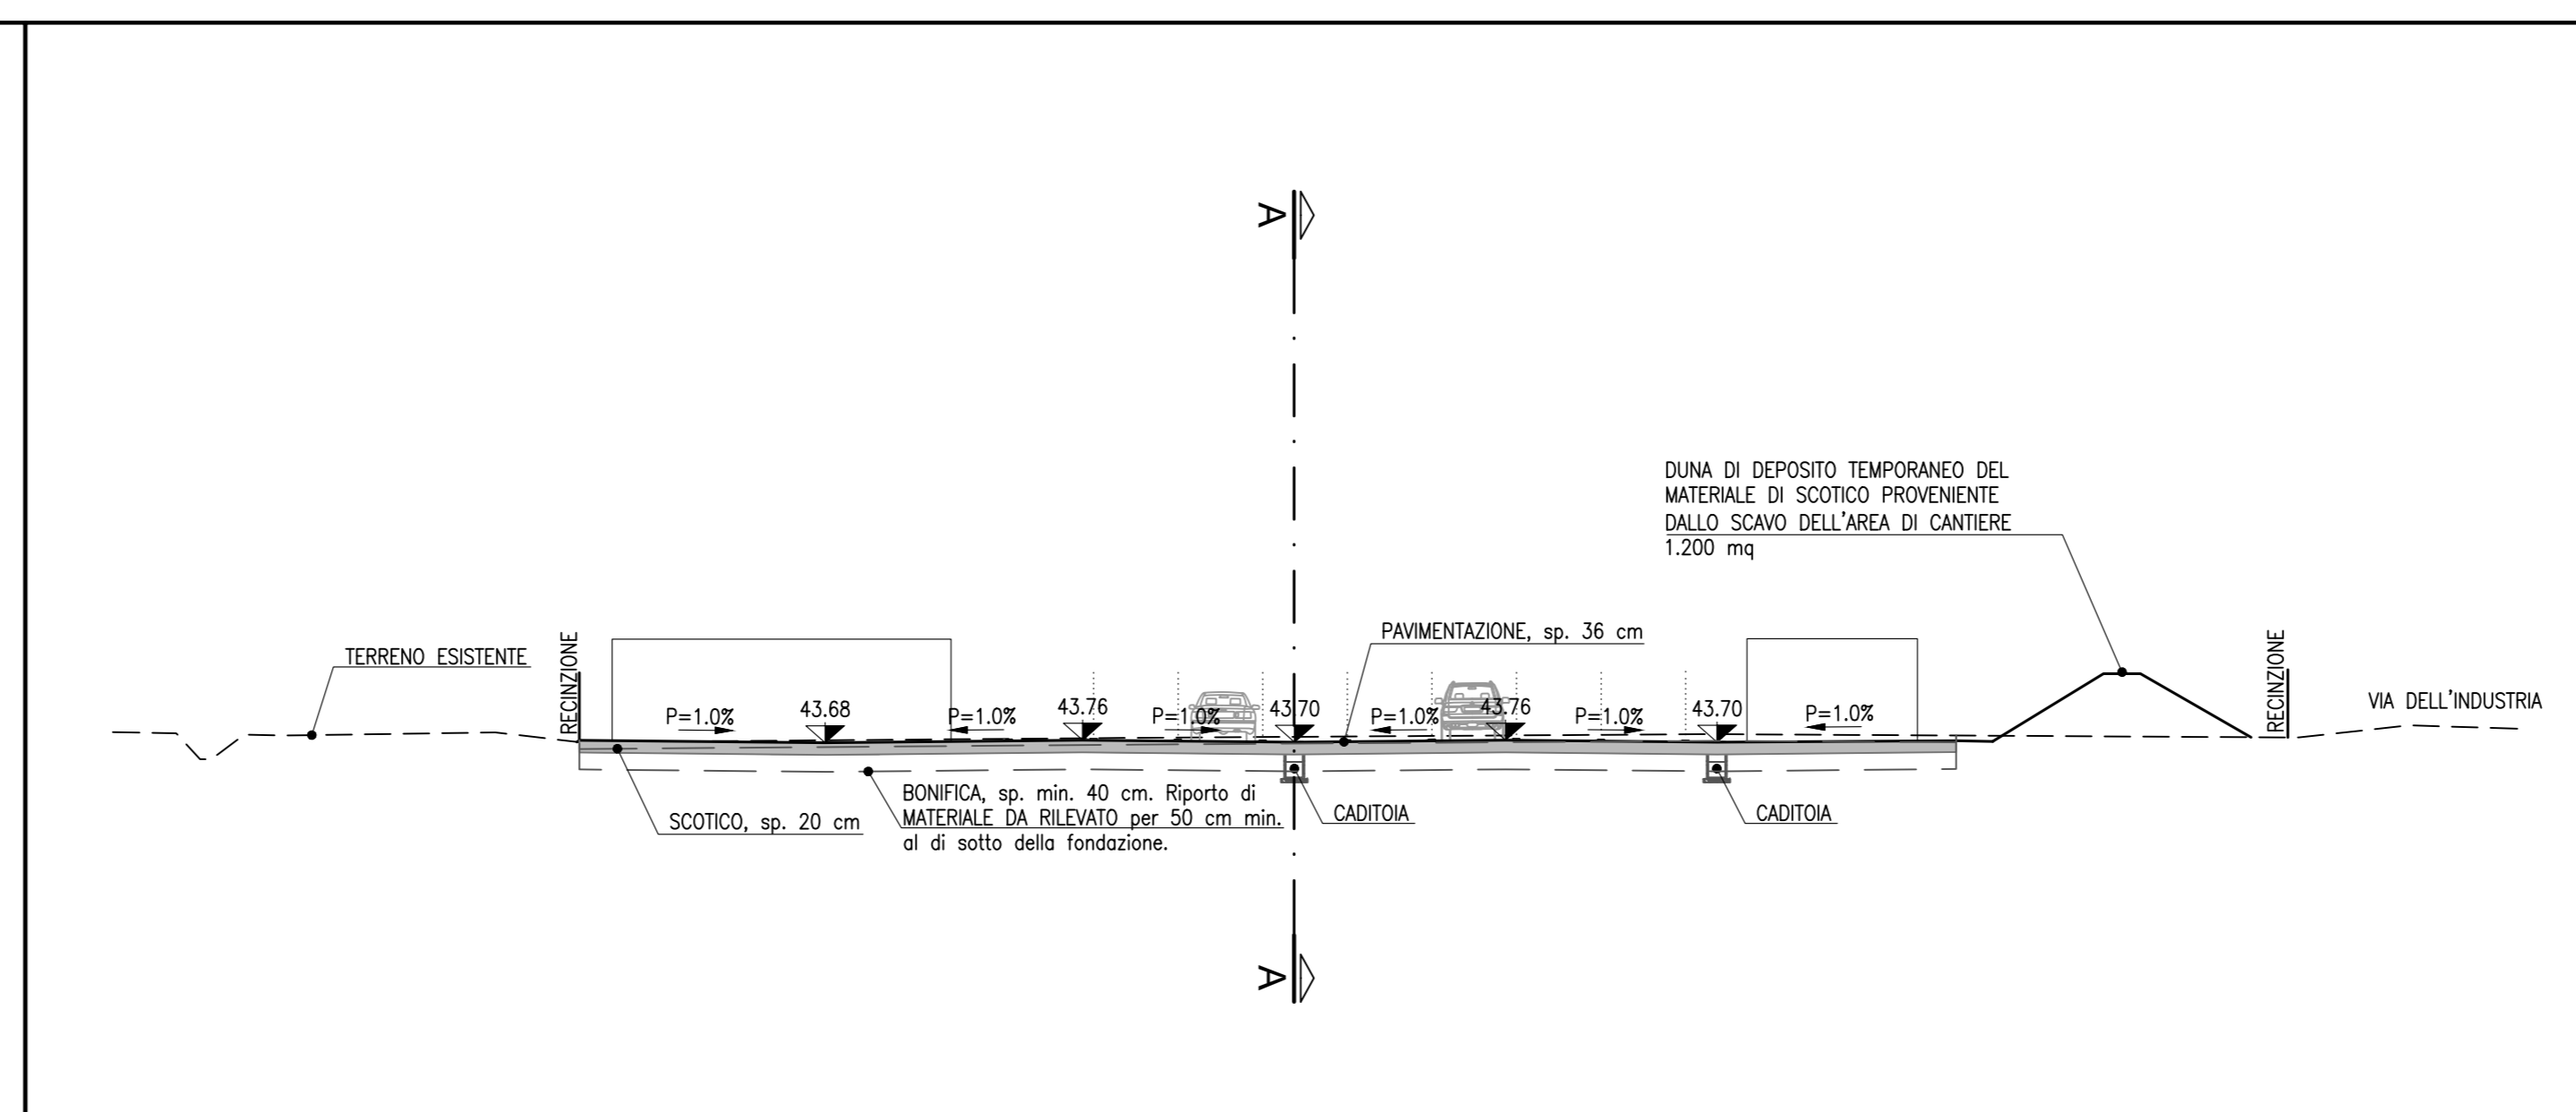 A
DUNA DI DEPOSITO TEMPORANEO DEL
MATERIALE DI SCOTICO PROVENIENTE
DALLO SCAVO DELL'AREA DI CANTIERE
1.200 mq
TERRENO ESISTENTE
RECINZIONE
PAVIMENTAZIONE, sp. 36 cm
RECINZIONE
VIA DELL'INDUSTRIA
P=1.0%
43.68
P=1.0%
43.76
P=1.0%
43.70
P=1.0%
43.76
P=1.0%
43.70
P=1.0%
SCOTICO, sp. 20 cm
BONIFICA, sp. min. 40 cm. Riporto di
MATERIALE DA RILEVATO per 50 cm min.
al di sotto della fondazione.
CADITOIA
CADITOIA
A